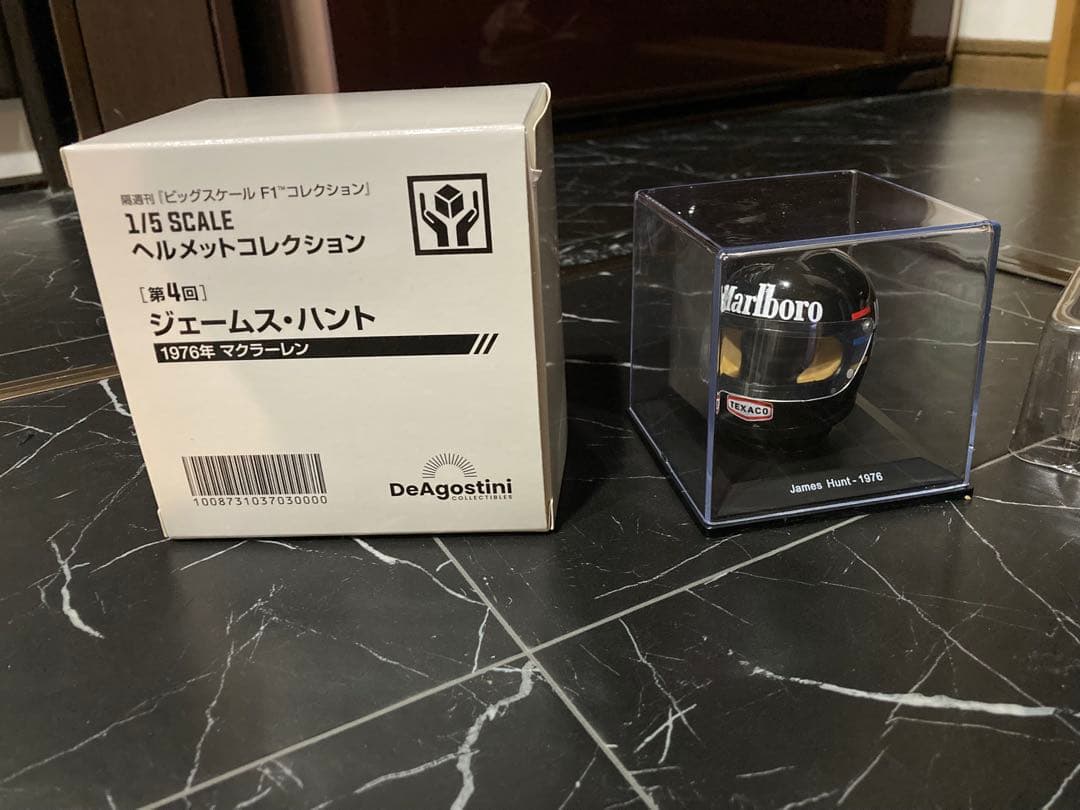 隔週刊『ビッグスケール F1™コレクション』
1/5 SCALE
ヘルメットコレクション
[第4回]
ジェームス・ハント
1976年 マクラーレン
1008731037030000
DeAgostini
COLLECTIBLES
Marlboro
TEXACO
James Hunt - 1976